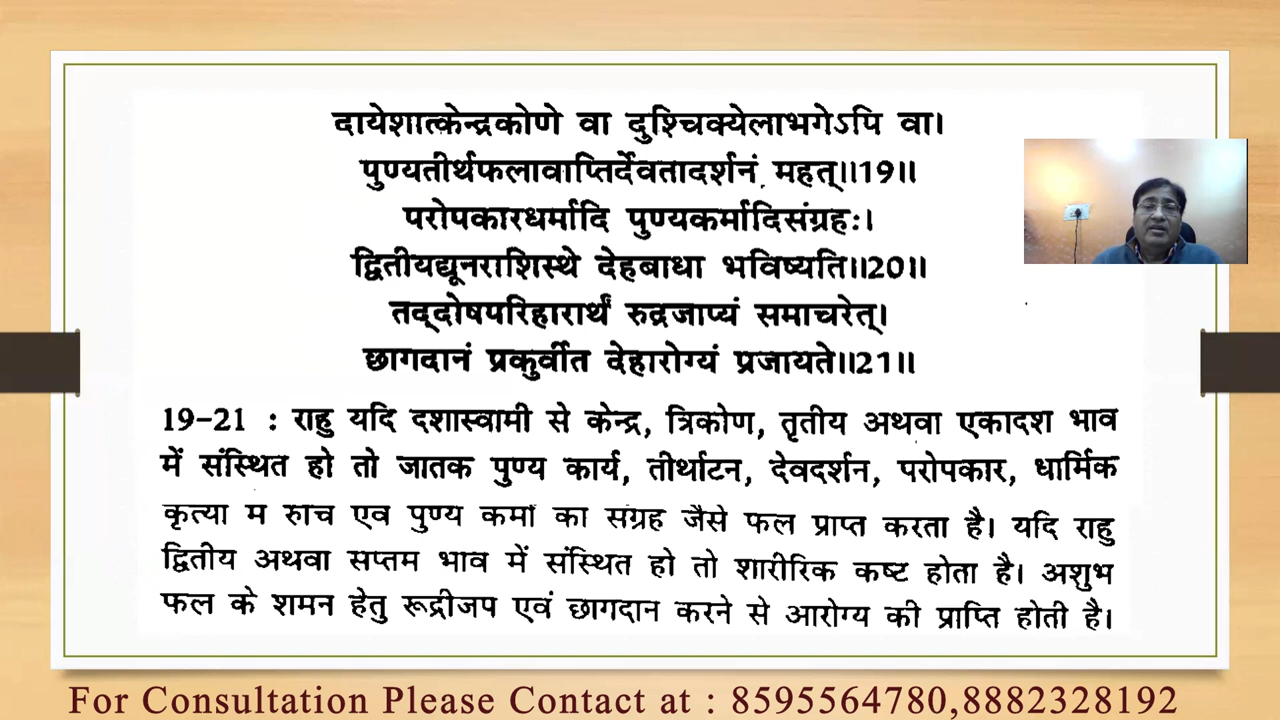 दायेशात्केन्द्रकोणे वा दुश्चिक्येलाभगेऽपि वा।
पुण्यतीर्थफलावाप्तिर्देवतादर्शनं महत्।।19।।
परोपकारधर्मादि पुण्यकर्मादिसंग्रहः।
द्वितीयद्यूनराशिस्थे देहबाधा भविष्यति।।20।।
तद्दोषपरिहारार्थं रुद्रजाप्यं समाचरेत्।
छागदानं प्रकुर्वीत देहारोग्यं प्रजायते।।21।।
19-21 : राहु यदि दशास्वामी से केन्द्र, त्रिकोण, तृतीय अथवा एकादश भाव
में संस्थित हो तो जातक पुण्य कार्य, तीर्थाटन, देवदर्शन, परोपकार, धार्मिक
कृत्या म रुाच एव पुण्य कर्मा का संग्रह जैसे फल प्राप्त करता है। यदि राहु
द्वितीय अथवा सप्तम भाव में संस्थित हो तो शारीरिक कष्ट होता है। अशुभ
फल के शमन हेतु रूद्रीजप एवं छागदान करने से आरोग्य की प्राप्ति होती है।
For Consultation Please Contact at : 8595564780,8882328192